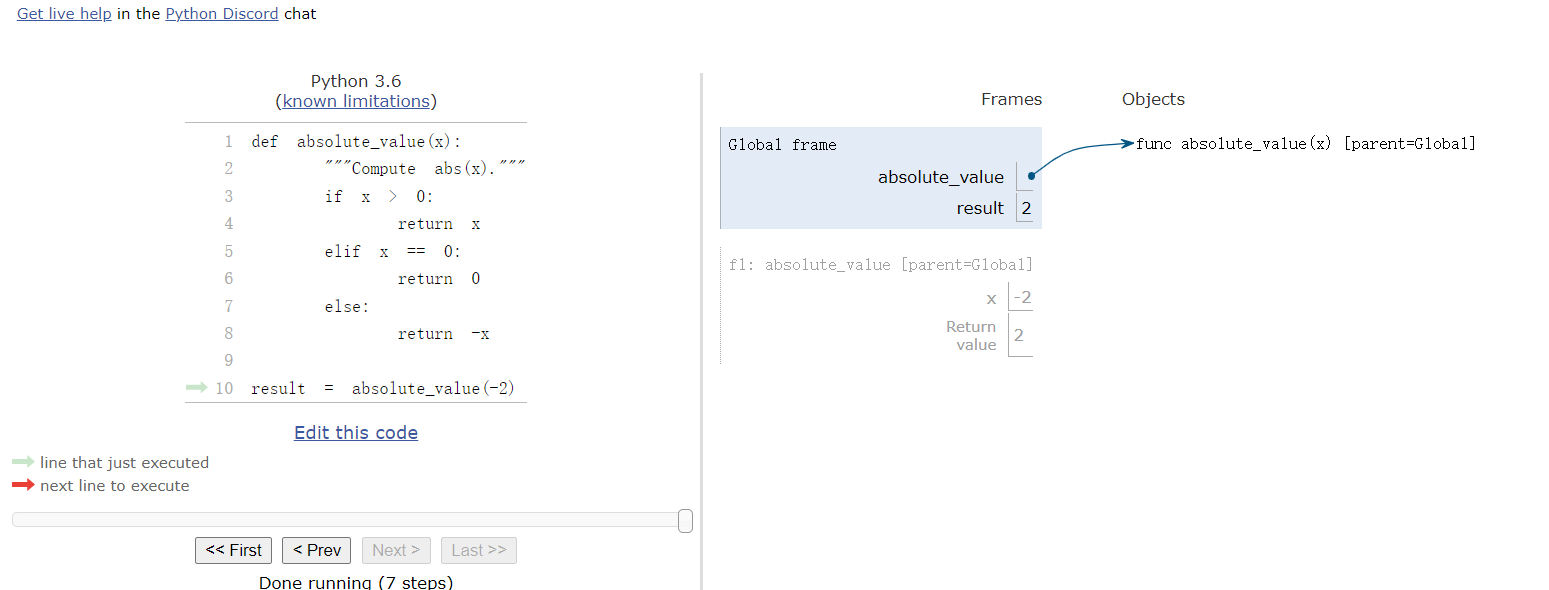 Get live help in the Python Discord chat
Python 3.6
(known limitations)
1 def absolute_value(x):
2 """Compute abs(x)."""
3 if x > 0:
4 return x
5 elif x == 0:
6 return 0
7 else:
8 return -x
9
10 result = absolute_value(-2)
Edit this code
line that just executed
next line to execute
<< First < Prev Next > Last >>
Done running (7 steps)
Frames Objects
Global frame
absolute_value
result 2
func absolute_value(x) [parent=Global]
f1: absolute_value [parent=Global]
x -2
Return
value 2